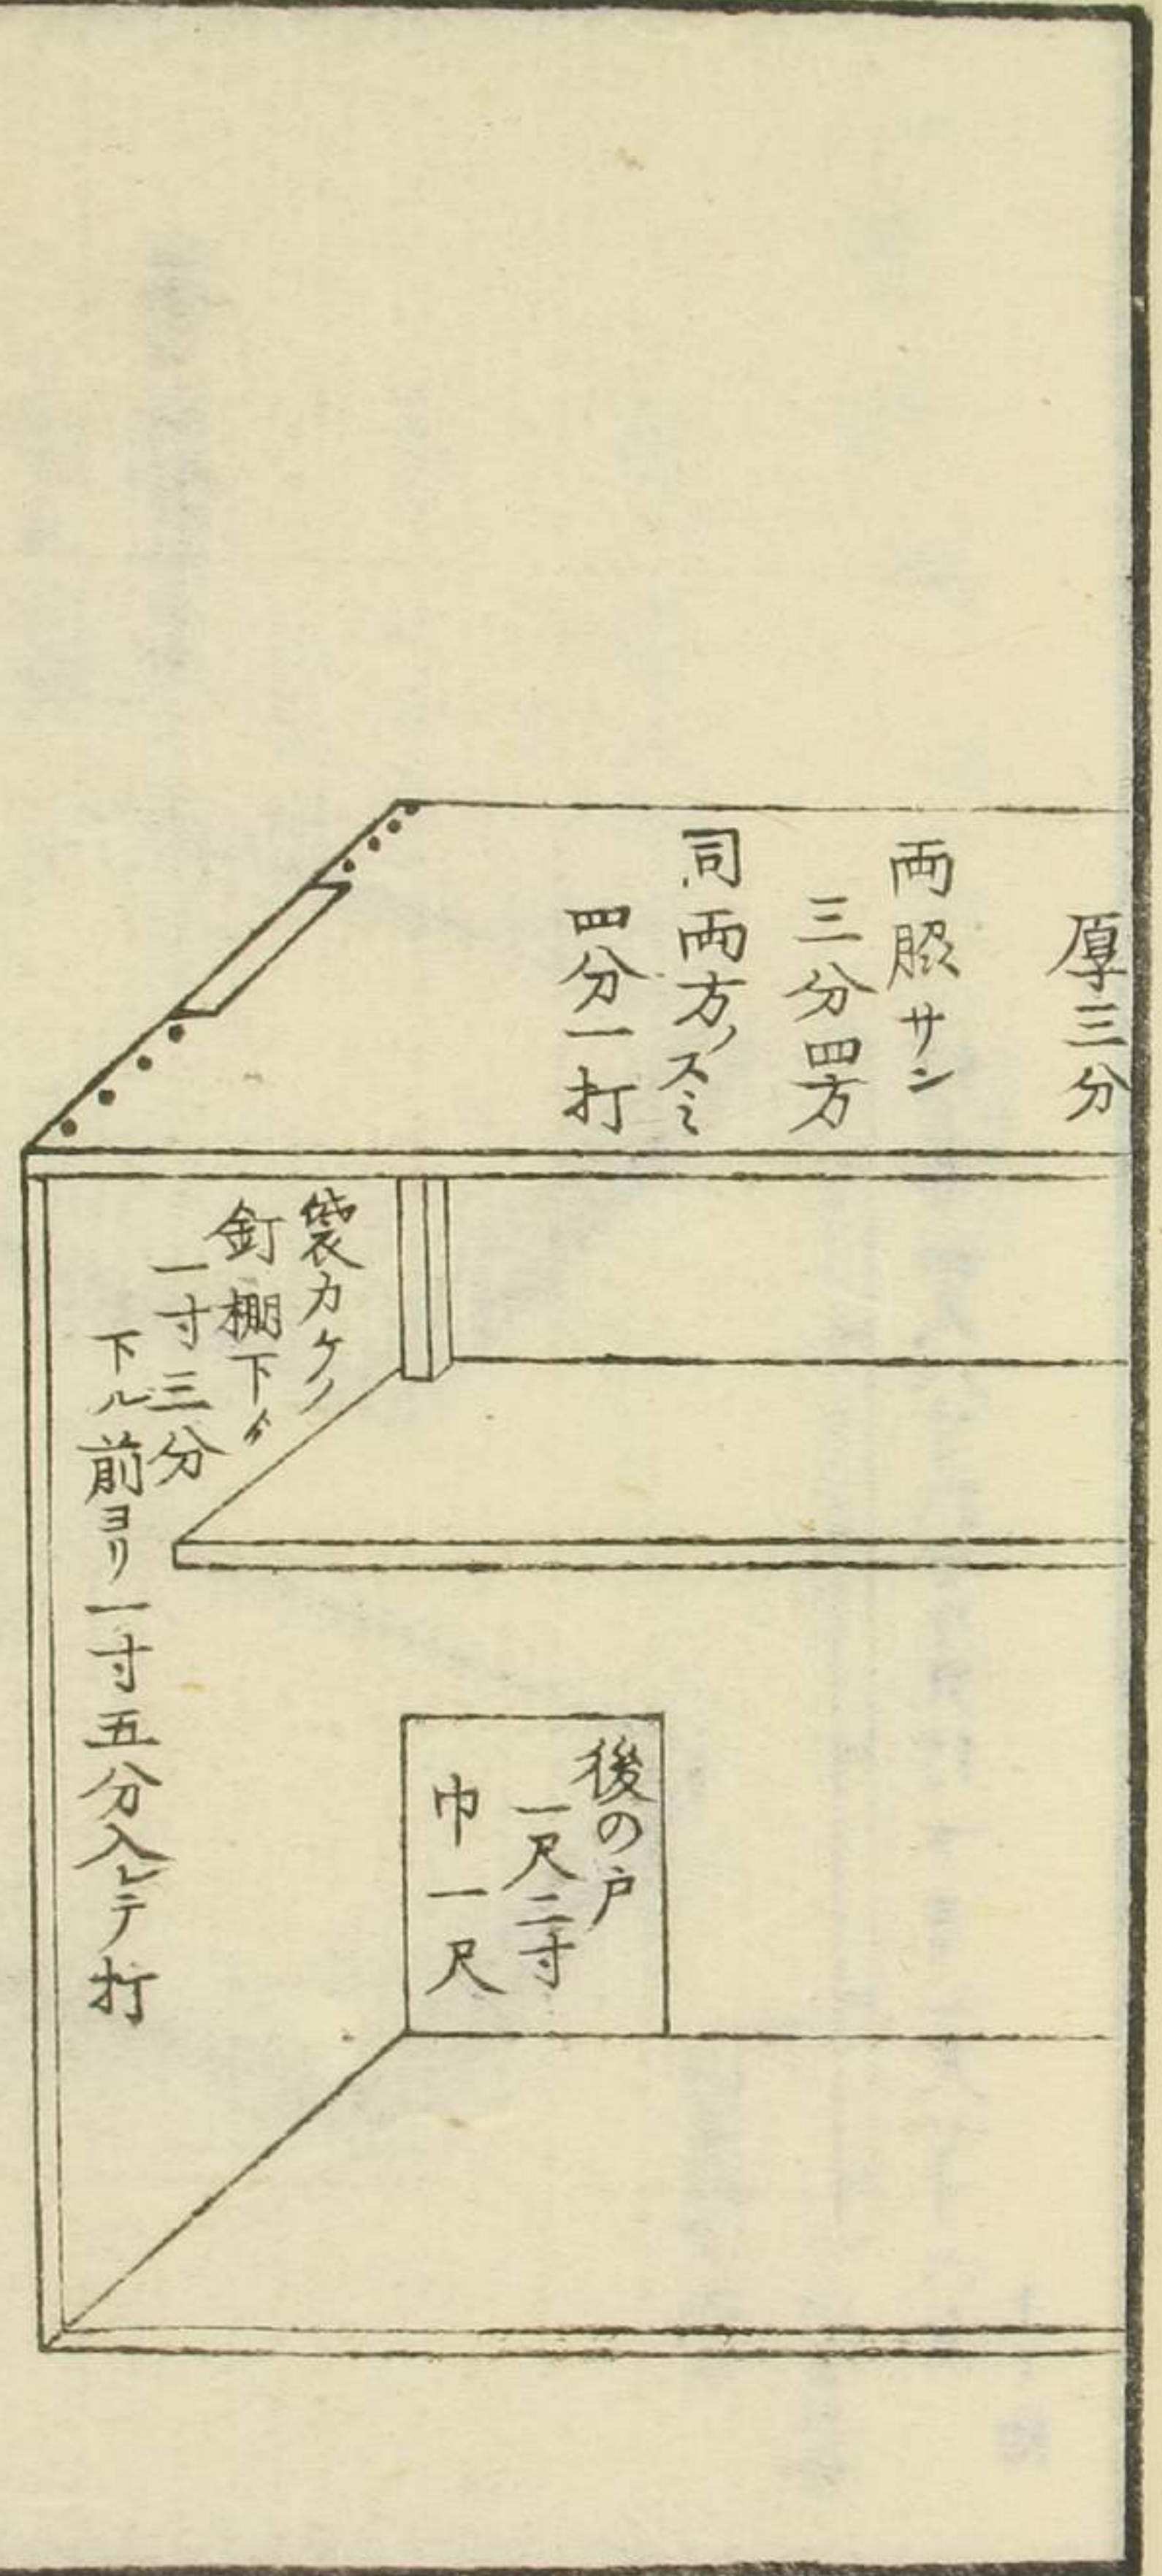 厚三分
両脇サン
三分四方
同両方ノスミ
四分一打
袋カケノ
釘棚下ゟ
一寸三分
下ル前ヨリ一寸五分入レテ打
後の戸
一尺二寸
巾一尺